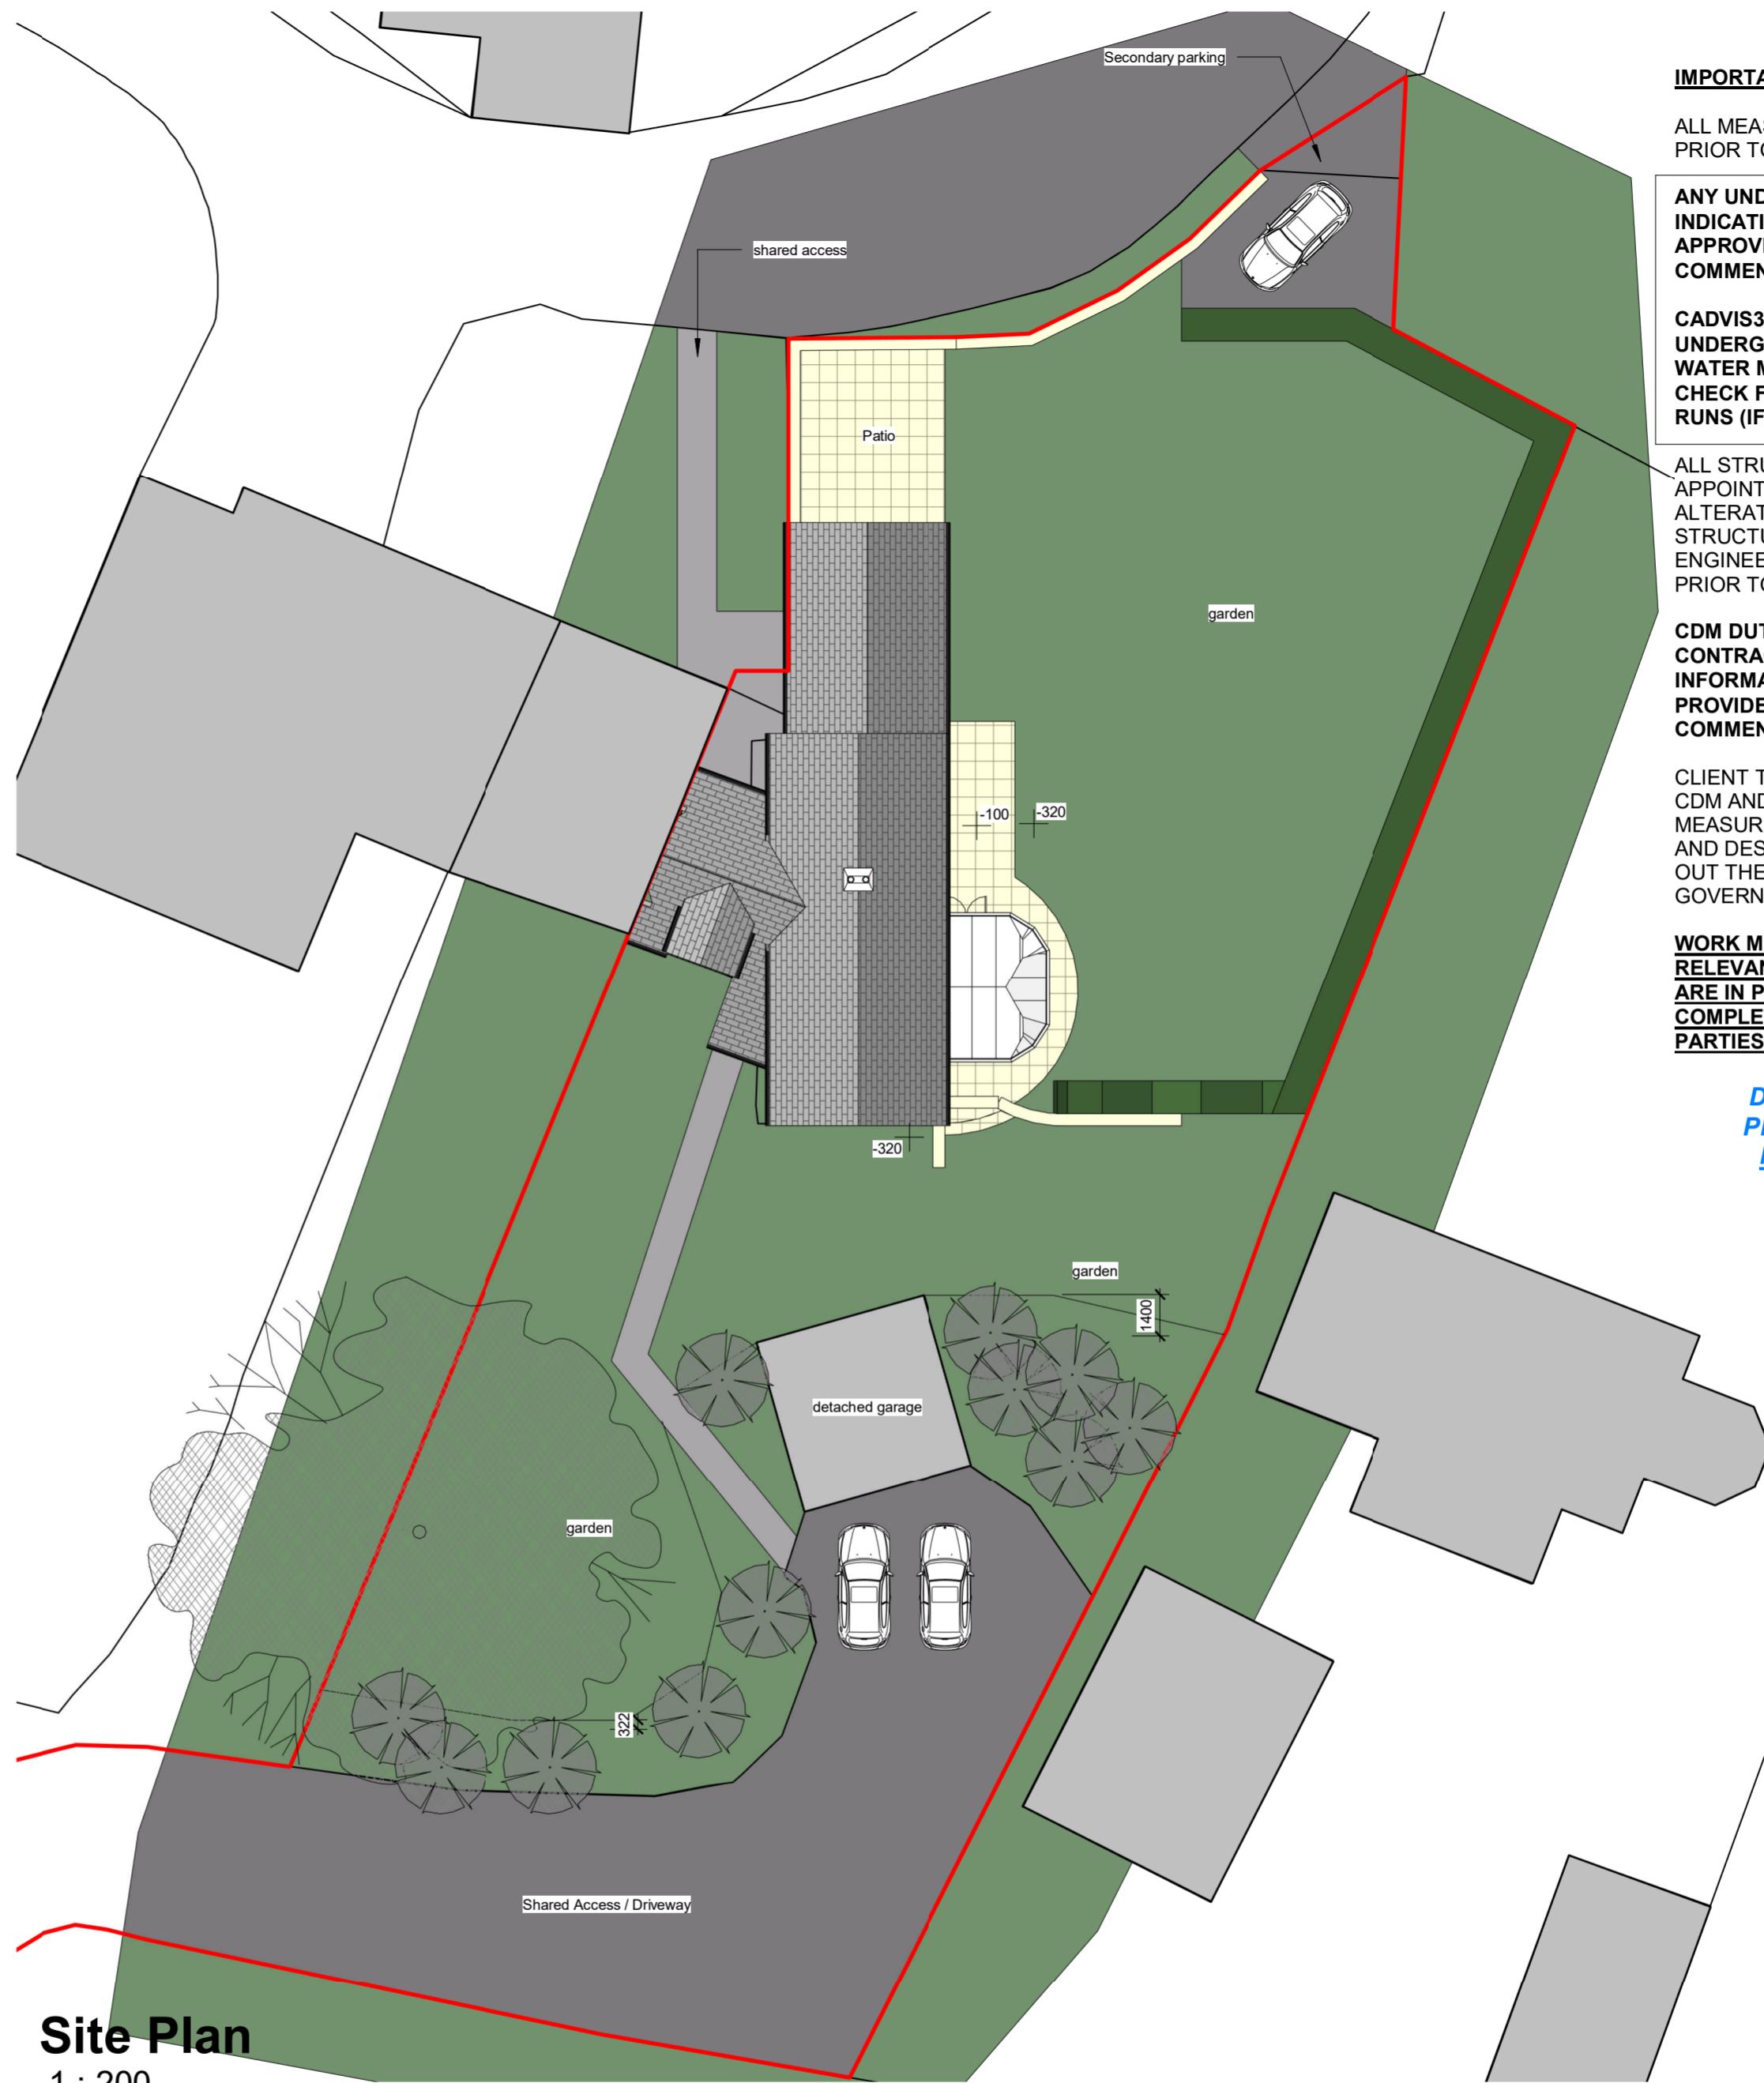 Secondary parking
shared access
Patio
garden
-100
-320
-320
garden
1400
detached garage
garden
322
Shared Access / Driveway
Site Plan
1 : 200
IMPORTA
ALL MEA
PRIOR TO
ANY UND
INDICATI
APPROV
COMMEN
CADVIS3
UNDERG
WATER M
CHECK F
RUNS (IF
ALL STRU
APPOINT
ALTERAT
STRUCTU
ENGINEE
PRIOR TO
CDM DUT
CONTRA
INFORMA
PROVIDE
COMMEN
CLIENT T
CDM AND
MEASUR
AND DES
OUT THE
GOVERN
WORK M
RELEVAN
ARE IN P
COMPLE
PARTIES
D
P